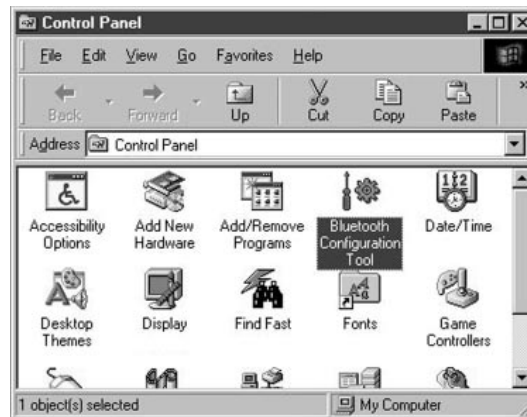 Control Panel
File Edit View Go Favorites Help
Back Forward Up Cut Copy Paste »
Address Control Panel
Accessibility Options
Add New Hardware
Add/Remove Programs
Bluetooth Configuration Tool
Date/Time
Desktop Themes
Display
Find Fast
Fonts
Game Controllers
1 object(s) selected My Computer